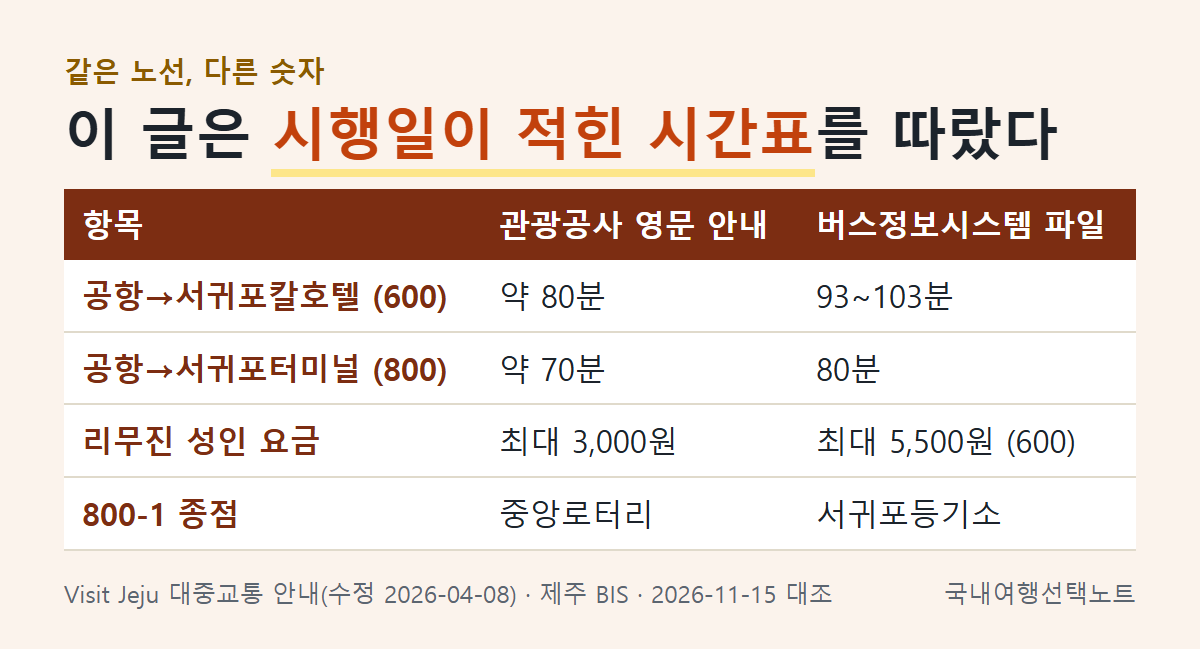 같은 노선, 다른 숫자
이 글은 시행일이 적힌 시간표를 따랐다
항목 관광공사 영문 안내 버스정보시스템 파일
공항→서귀포칼호텔 (600) 약 80분 93~103분
공항→서귀포터미널 (800) 약 70분 80분
리무진 성인 요금 최대 3,000원 최대 5,500원 (600)
800-1 종점 중앙로터리 서귀포등기소
Visit Jeju 대중교통 안내(수정 2026-04-08) · 제주 BIS · 2026-11-15 대조 국내여행선택노트